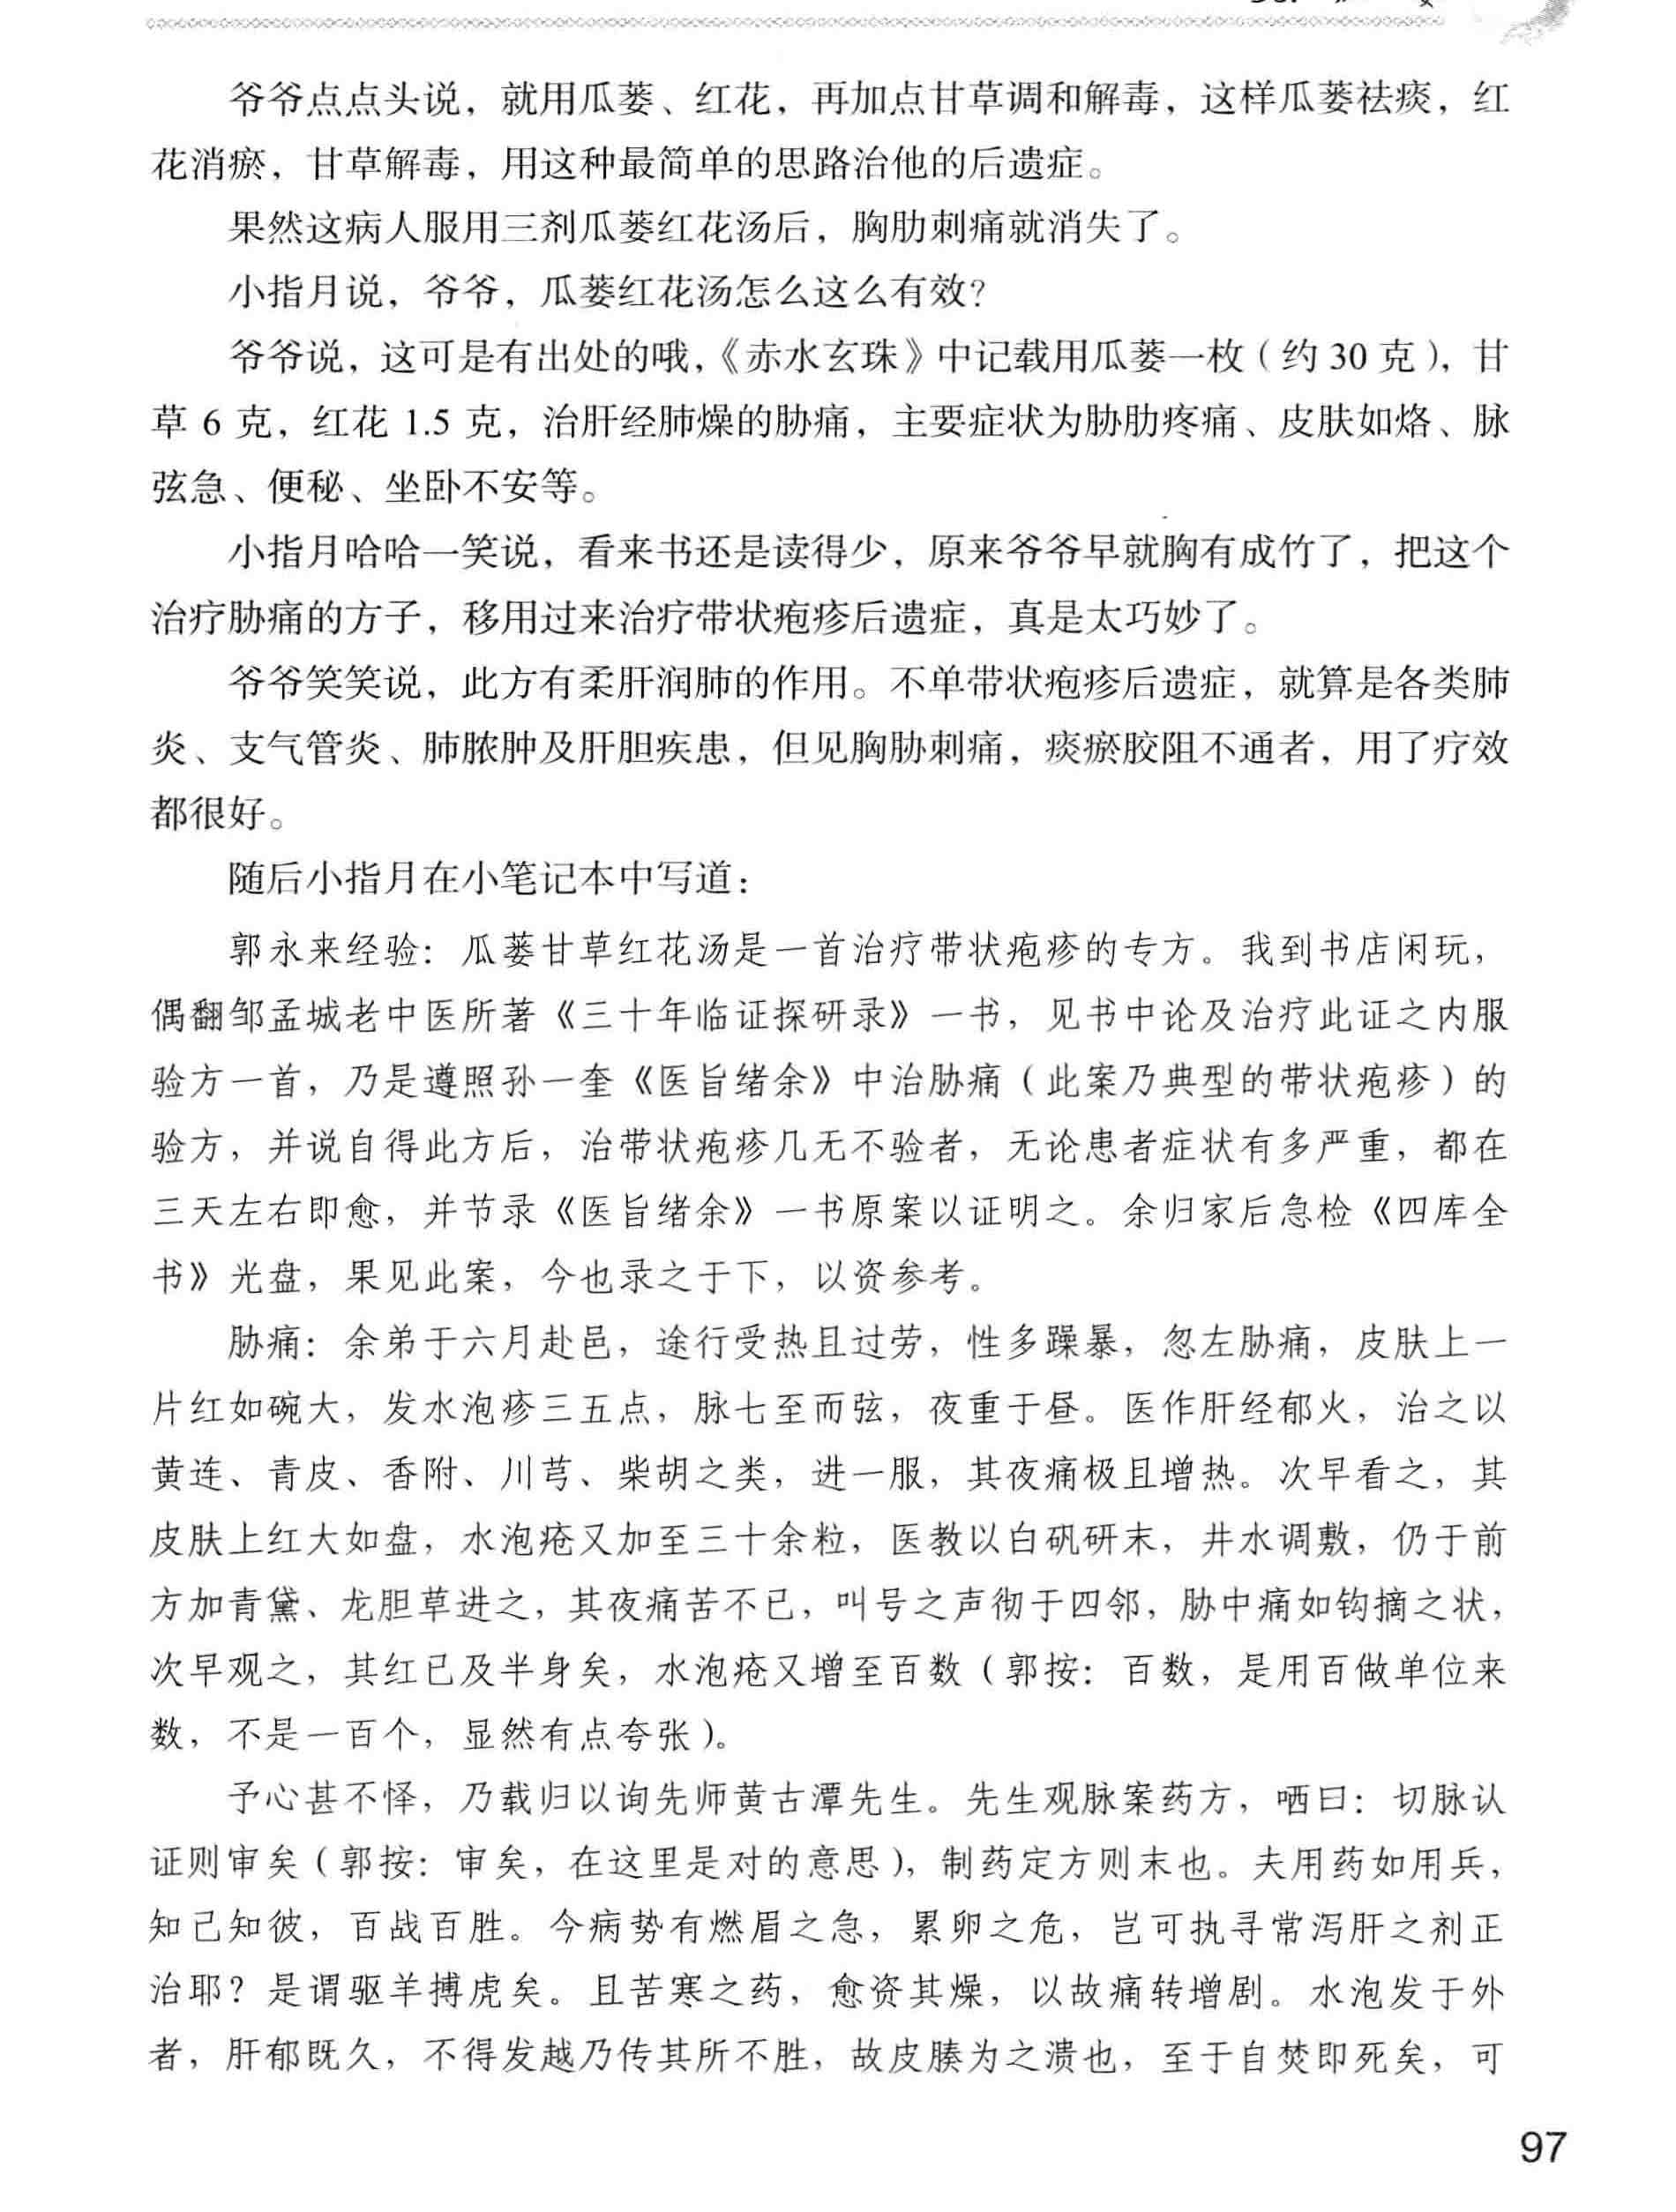 爷爷点点头说，就用瓜蒌、红花，再加点甘草调和解毒，这样瓜蒌祛痰，红
花消瘀，甘草解毒，用这种最简单的思路治他的后遗症。
果然这病人服用三剂瓜蒌红花汤后，胸肋刺痛就消失了。
小指月说，爷爷，瓜蒌红花汤怎么这么有效？
爷爷说，这可是有出处的哦，《赤水玄珠》中记载用瓜蒌一枚（约30克），甘
草6克，红花1.5克，治肝经肺燥的胁痛，主要症状为胁肋疼痛、皮肤如烙、脉
弦急、便秘、坐卧不安等。
小指月哈哈一笑说，看来书还是读得少，原来爷爷早就胸有成竹了，把这个
治疗胁痛的方子，移用过来治疗带状疱疹后遗症，真是太巧妙了。
爷爷笑笑说，此方有柔肝润肺的作用。不单带状疱疹后遗症，就算是各类肺
炎、支气管炎、肺脓肿及肝胆疾患，但见胸胁刺痛，痰瘀胶阻不通者，用了疗效
都很好。
随后小指月在小笔记本中写道：
郭永来经验：瓜蒌甘草红花汤是一首治疗带状疱疹的专方。我到书店闲玩，
偶翻邹孟城老中医所著《三十年临证探研录》一书，见书中论及治疗此证之内服
验方一首，乃是遵照孙一奎《医旨绪余》中治胁痛（此案乃典型的带状疱疹）的
验方，并说自得此方后，治带状疱疹几无不验者，无论患者症状有多严重，都在
三天左右即愈，并节录《医旨绪余》一书原案以证明之。余归家后急检《四库全
书》光盘，果见此案，今也录之于下，以资参考。
胁痛：余弟于六月赴邑，途行受热且过劳，性多躁暴，忽左胁痛，皮肤上一
片红如碗大，发水泡疹三五点，脉七至而弦，夜重于昼。医作肝经郁火，治之以
黄连、青皮、香附、川芎、柴胡之类，进一服，其夜痛极且增热。次早看之，其
皮肤上红大如盘，水泡疮又加至三十余粒，医教以白矾研末，井水调敷，仍于前
方加青黛、龙胆草进之，其夜痛苦不已，叫号之声彻于四邻，胁中痛如钩摘之状，
次早观之，其红已及半身矣，水泡疮又增至百数（郭按：百数，是用百做单位来
数，不是一百个，显然有点夸张）。
予心甚不怿，乃载归以询先师黄古潭先生。先生观脉案药方，哂曰：切脉认
证则审矣（郭按：审矣，在这里是对的意思），制药定方则末也。夫用药如用兵，
知己知彼，百战百胜。今病势有燃眉之急，累卵之危，岂可执寻常泻肝之剂正
治耶？是谓驱羊搏虎矣。且苦寒之药，愈资其燥，以故痛转增剧。水泡发于外
者，肝郁既久，不得发越乃传其所不胜，故皮腠为之溃也，至于自焚即死矣，可
97